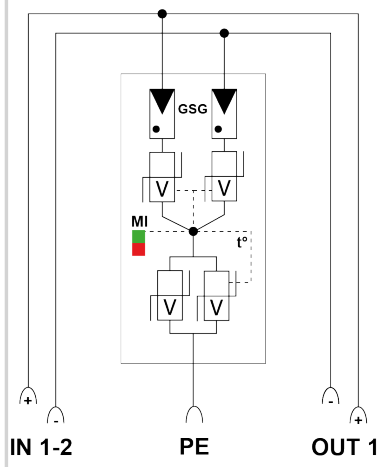 GSG
V V
MI
t°
V V
+ - - +
IN 1-2 PE OUT 1